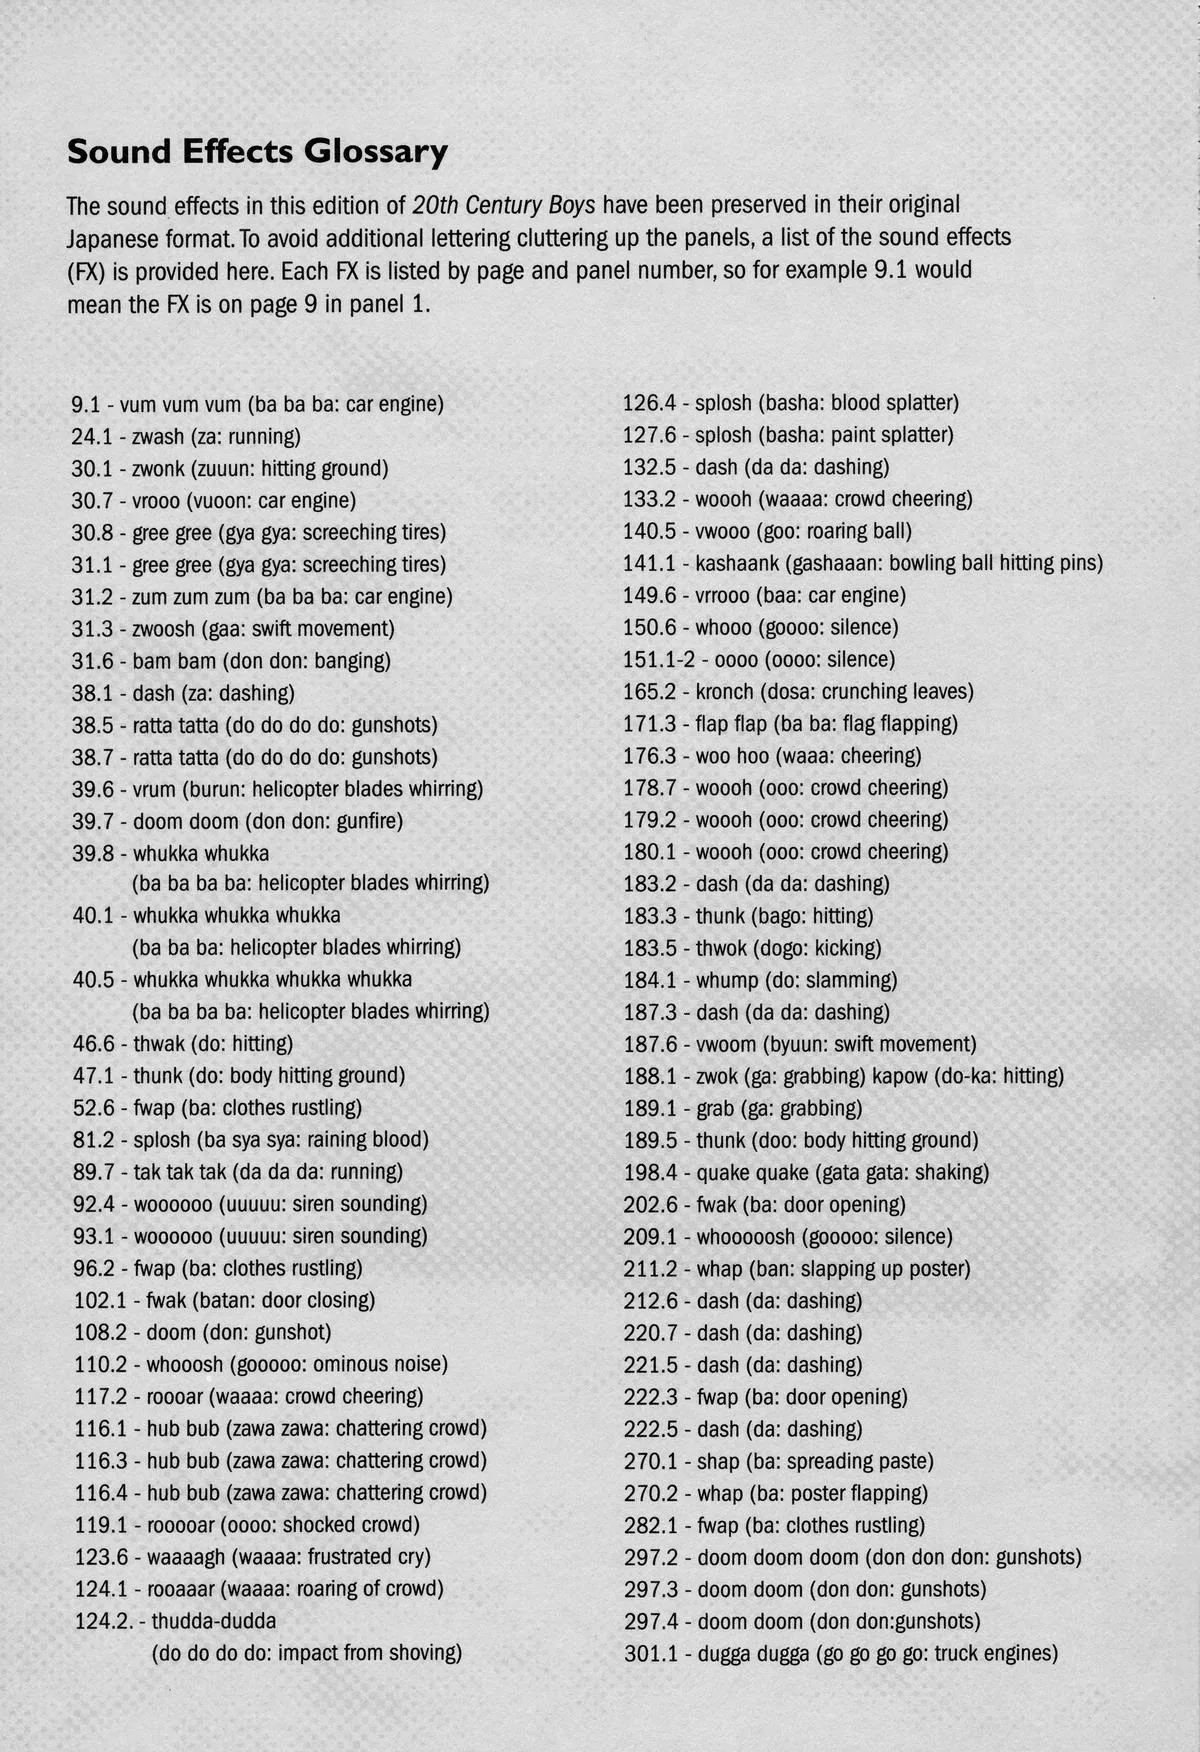 Sound Effects Glossary
The sound effects in this edition of 20th Century Boys have been preserved in their original
Japanese format. To avoid additional lettering cluttering up the panels, a list of the sound effects
(FX) is provided here. Each FX is listed by page and panel number, so for example 9.1 would
mean the FX is on page 9 in panel 1.
9.1 - vum vum vum (ba ba ba: car engine)
24.1 - zwash (za: running)
30.1 - zwonk (zuuun: hitting ground)
30.7 - vrooo (vuoon: car engine)
30.8 - gree gree (gya gya: screeching tires)
31.1 - gree gree (gya gya: screeching tires)
31.2 - zum zum zum (ba ba ba: car engine)
31.3 - zwoosh (gaa: swift movement)
31.6 - bam bam (don don: banging)
38.1 - dash (za: dashing)
38.5 - ratta tatta (do do do do: gunshots)
38.7 - ratta tatta (do do do do: gunshots)
39.6 - vrum (burun: helicopter blades whirring)
39.7 - doom doom (don don: gunfire)
39.8 - whukka whukka
(ba ba ba ba: helicopter blades whirring)
40.1 - whukka whukka whukka
(ba ba ba: helicopter blades whirring)
40.5 - whukka whukka whukka whukka
(ba ba ba ba: helicopter blades whirring)
46.6 - thwak (do: hitting)
47.1 - thunk (do: body hitting ground)
52.6 - fwap (ba: clothes rustling)
81.2 - splosh (ba sya sya: raining blood)
89.7 - tak tak tak (da da da: running)
92.4 - woooooo (uuuuu: siren sounding)
93.1 - woooooo (uuuuu: siren sounding)
96.2 - fwap (ba: clothes rustling)
102.1 - fwak (batan: door closing)
108.2 - doom (don: gunshot)
110.2 - whooosh (gooooo: ominous noise)
117.2 - roooar (waaaa: crowd cheering)
116.1 - hub bub (zawa zawa: chattering crowd)
116.3 - hub bub (zawa zawa: chattering crowd)
116.4 - hub bub (zawa zawa: chattering crowd)
119.1 - rooooar (oooo: shocked crowd)
123.6 - waaaagh (waaaa: frustrated cry)
124.1 - rooaaar (waaaa: roaring of crowd)
124.2. - thudda-dudda
(do do do do: impact from shoving)
126.4 - splosh (basha: blood splatter)
127.6 - splosh (basha: paint splatter)
132.5 - dash (da da: dashing)
133.2 - woooh (waaaa: crowd cheering)
140.5 - vwooo (goo: roaring ball)
141.1 - kashaank (gashaaan: bowling ball hitting pins)
149.6 - vrrooo (baa: car engine)
150.6 - whooo (goooo: silence)
151.1-2 - oooo (oooo: silence)
165.2 - kronch (dosa: crunching leaves)
171.3 - flap flap (ba ba: flag flapping)
176.3 - woo hoo (waaa: cheering)
178.7 - woooh (ooo: crowd cheering)
179.2 - woooh (ooo: crowd cheering)
180.1 - woooh (ooo: crowd cheering)
183.2 - dash (da da: dashing)
183.3 - thunk (bago: hitting)
183.5 - thwok (dogo: kicking)
184.1 - whump (do: slamming)
187.3 - dash (da da: dashing)
187.6 - vwoom (byuun: swift movement)
188.1 - zwok (ga: grabbing) kapow (do-ka: hitting)
189.1 - grab (ga: grabbing)
189.5 - thunk (doo: body hitting ground)
198.4 - quake quake (gata gata: shaking)
202.6 - fwak (ba: door opening)
209.1 - whooooosh (gooooo: silence)
211.2 - whap (ban: slapping up poster)
212.6 - dash (da: dashing)
220.7 - dash (da: dashing)
221.5 - dash (da: dashing)
222.3 - fwap (ba: door opening)
222.5 - dash (da: dashing)
270.1 - shap (ba: spreading paste)
270.2 - whap (ba: poster flapping)
282.1 - fwap (ba: clothes rustling)
297.2 - doom doom doom (don don don: gunshots)
297.3 - doom doom (don don: gunshots)
297.4 - doom doom (don don:gunshots)
301.1 - dugga dugga (go go go go: truck engines)